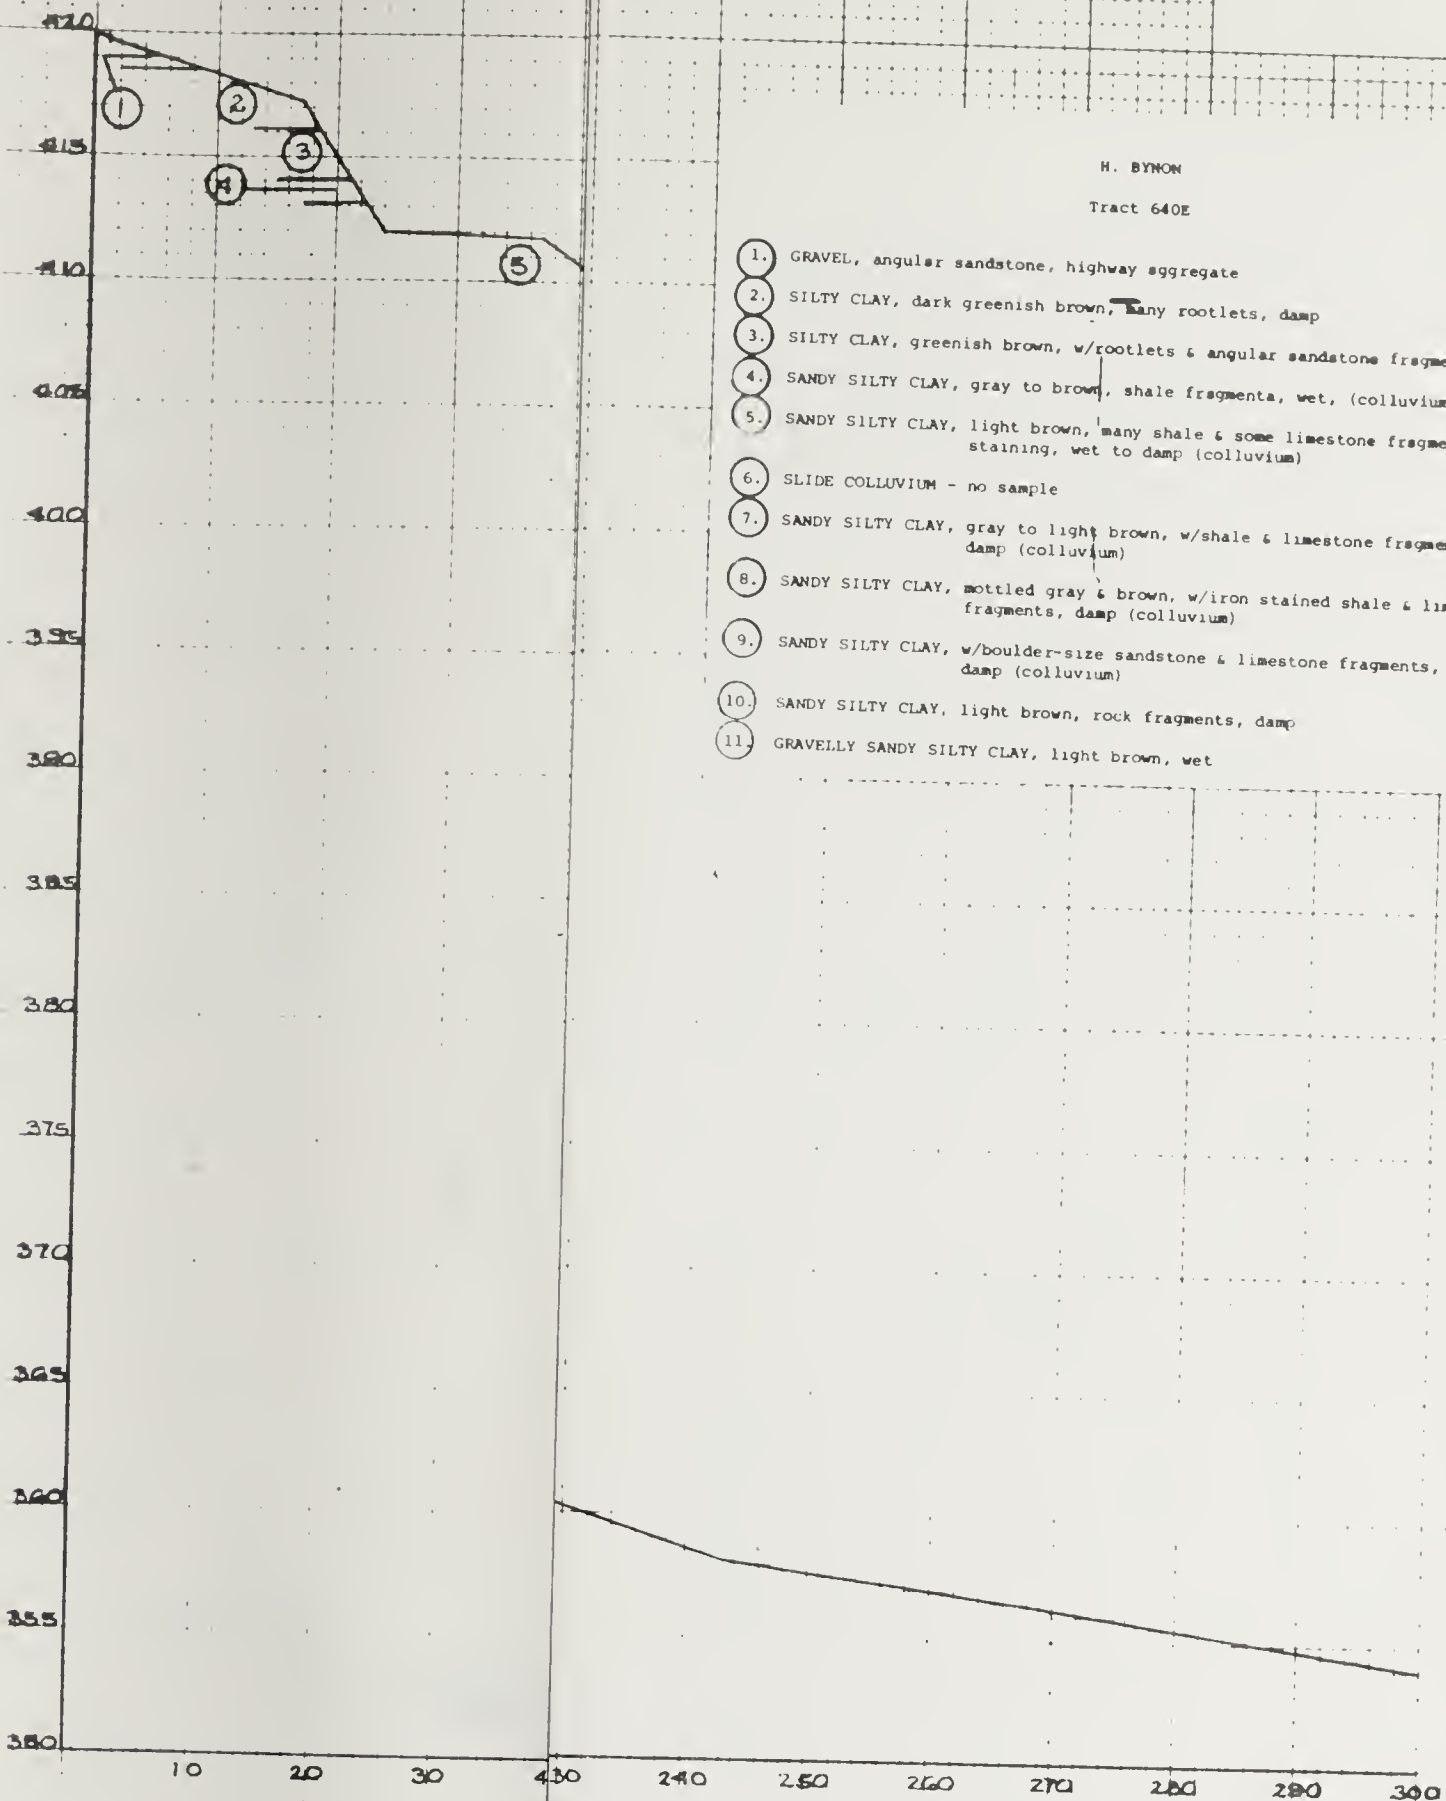 420
1
2
415
3
4
410
5
405
400
395
390
385
380
375
370
365
360
355
350
10
20
30
240
250
260
270
280
290
300
H. BYNON
Tract 640E
1. GRAVEL, angular sandstone, highway aggregate
2. SILTY CLAY, dark greenish brown, many rootlets, damp
3. SILTY CLAY, greenish brown, w/rootlets & angular sandstone fragme
4. SANDY SILTY CLAY, gray to brown, shale fragments, wet, (colluvium
5. SANDY SILTY CLAY, light brown, many shale & some limestone fragme
staining, wet to damp (colluvium)
6. SLIDE COLLUVIUM - no sample
7. SANDY SILTY CLAY, gray to light brown, w/shale & limestone fragme
damp (colluvium)
8. SANDY SILTY CLAY, mottled gray & brown, w/iron stained shale & lim
fragments, damp (colluvium)
9. SANDY SILTY CLAY, w/boulder-size sandstone & limestone fragments,
damp (colluvium)
10. SANDY SILTY CLAY, light brown, rock fragments, damp
11. GRAVELLY SANDY SILTY CLAY, light brown, wet